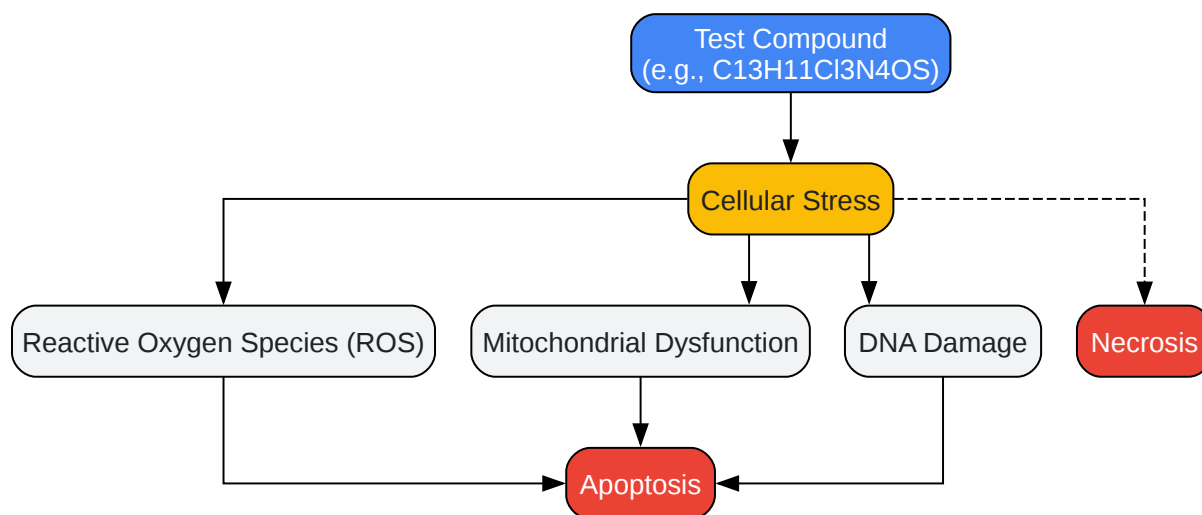 Test Compound
(e.g., C13H11Cl3N4OS)
Cellular Stress
Reactive Oxygen Species (ROS)
Mitochondrial Dysfunction
DNA Damage
Necrosis
Apoptosis